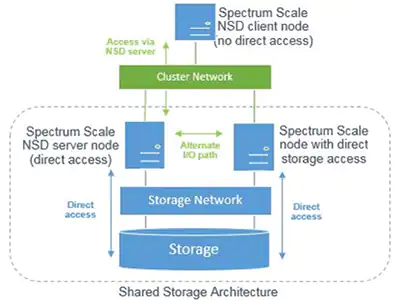 Spectrum Scale
NSD client node
(no direct access)
Access via
NSD server
Cluster Network
Spectrum Scale
NSD server node
(direct access)
Alternate
I/O path
Spectrum Scale
node with direct
storage access
Direct
access
Storage Network
Direct
access
Storage
Shared Storage Architecture